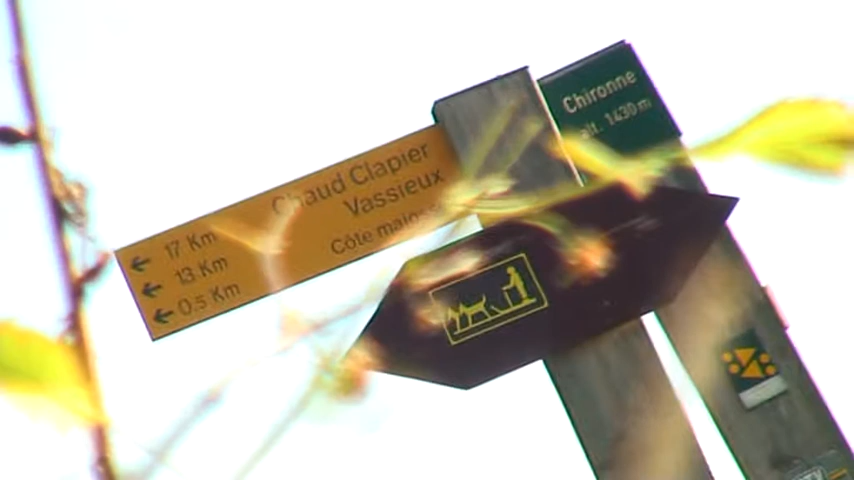 Chironne
alt. 1430 m
Chaud Clapier
Vassieux
Côte
17 Km
13 Km
0.5 Km